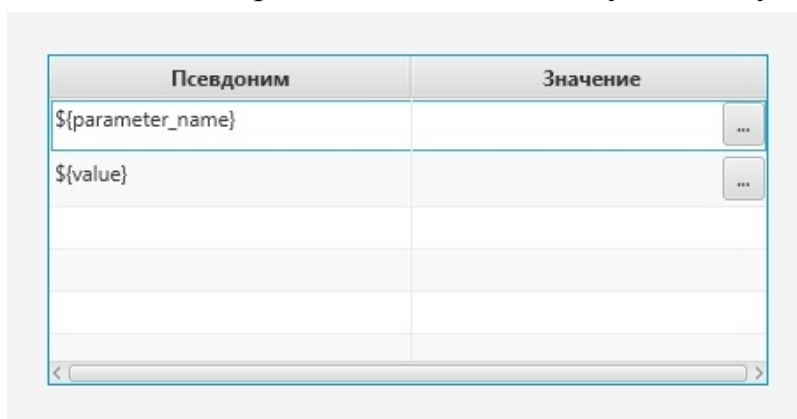 Псевдоним Значение
${parameter_name} ...
${value} ...